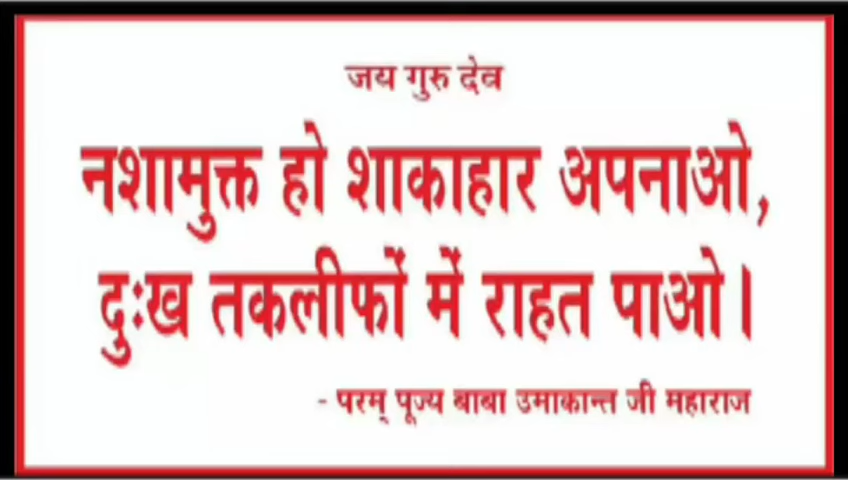 जय गुरु देव
नशामुक्त हो शाकाहार अपनाओ,
दुःख तकलीफों में राहत पाओ।
- परम् पूज्य बाबा उमाकान्त जी महाराज